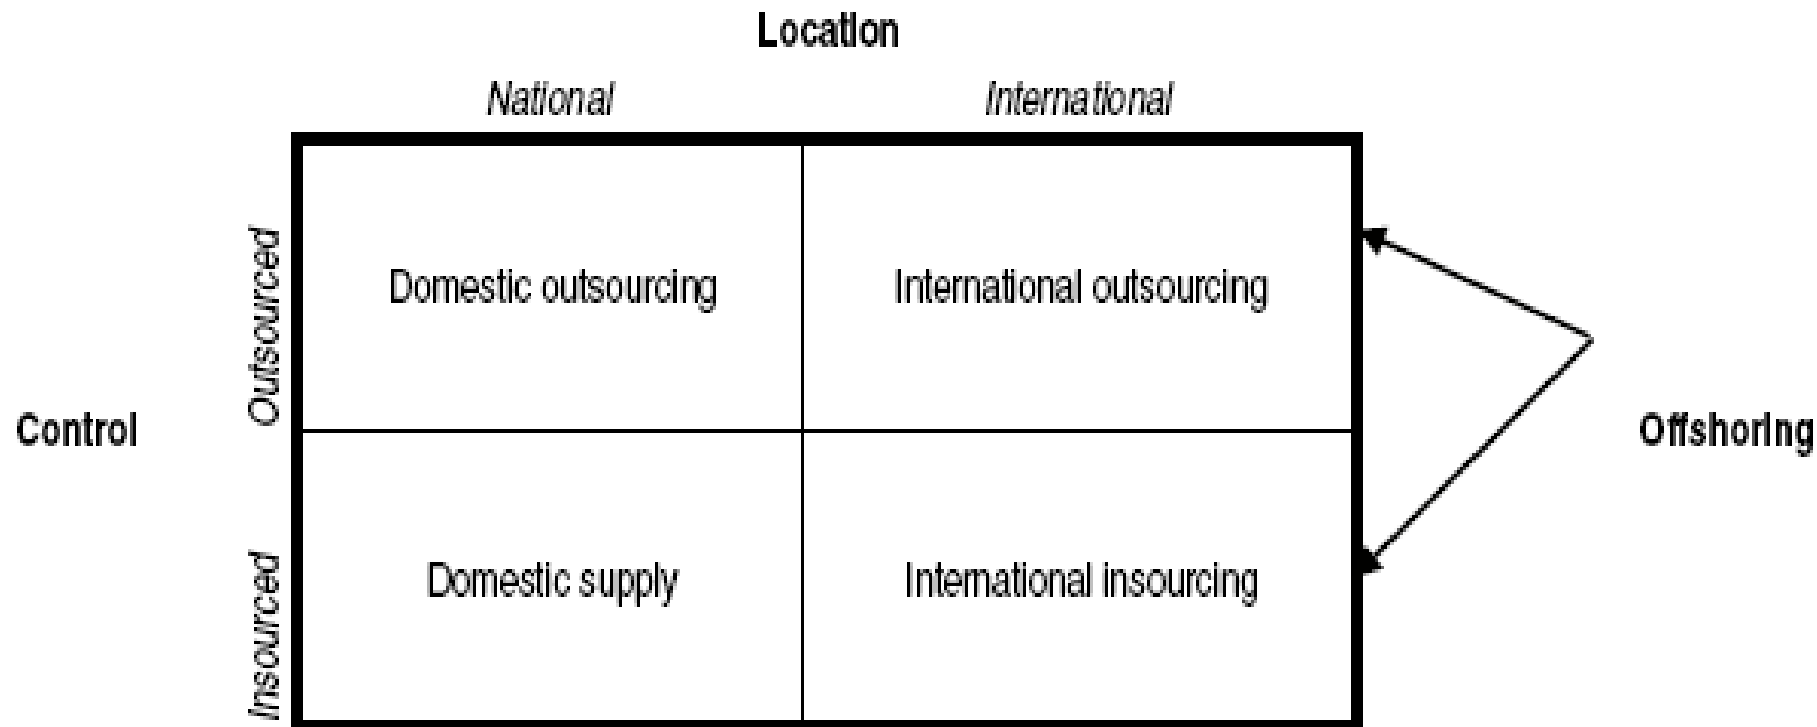 Location
National International
Outsourced
Domestic outsourcing International outsourcing
Control
Offshoring
Insourced
Domestic supply International insourcing